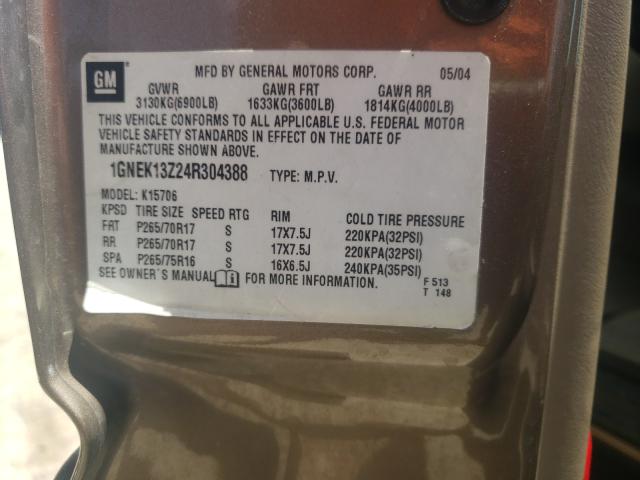 GM
MFD BY GENERAL MOTORS CORP. 05/04
GVWR GAWR FRT GAWR RR
3130KG(6900LB) 1633KG(3600LB) 1814KG(4000LB)
THIS VEHICLE CONFORMS TO ALL APPLICABLE U.S. FEDERAL MOTOR
VEHICLE SAFETY STANDARDS IN EFFECT ON THE DATE OF
MANUFACTURE SHOWN ABOVE.
1GNEK13Z24R304388 TYPE: M.P.V.
MODEL: K15706
KPSD TIRE SIZE SPEED RTG RIM COLD TIRE PRESSURE
FRT P265/70R17 S 17X7.5J 220KPA(32PSI)
RR P265/70R17 S 17X7.5J 220KPA(32PSI)
SPA P265/75R16 S 16X6.5J 240KPA(35PSI)
SEE OWNER´S MANUAL FOR MORE INFORMATION. F 513
T 148